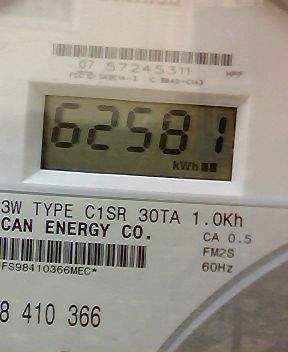 07 57245311 MPP
62581
kWh
3W TYPE C1SR 30TA 1.0Kh
CAN ENERGY CO.
CA 0.5
FM2S
60Hz
FS98410366MEC*
8 410 366